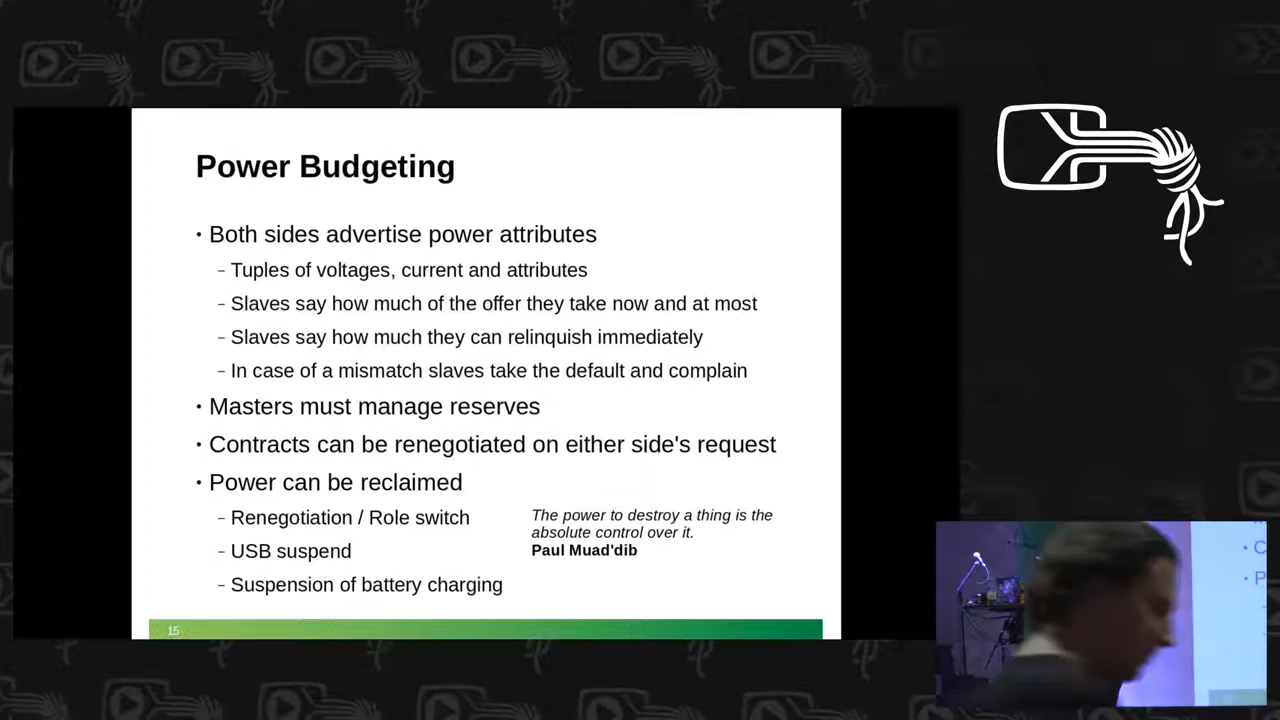 Power Budgeting
• Both sides advertise power attributes
– Tuples of voltages, current and attributes
– Slaves say how much of the offer they take now and at most
– Slaves say how much they can relinquish immediately
– In case of a mismatch slaves take the default and complain
• Masters must manage reserves
• Contracts can be renegotiated on either side's request
• Power can be reclaimed
– Renegotiation / Role switch
– USB suspend
– Suspension of battery charging
The power to destroy a thing is the
absolute control over it.
Paul Muad'dib
15
• C
• P